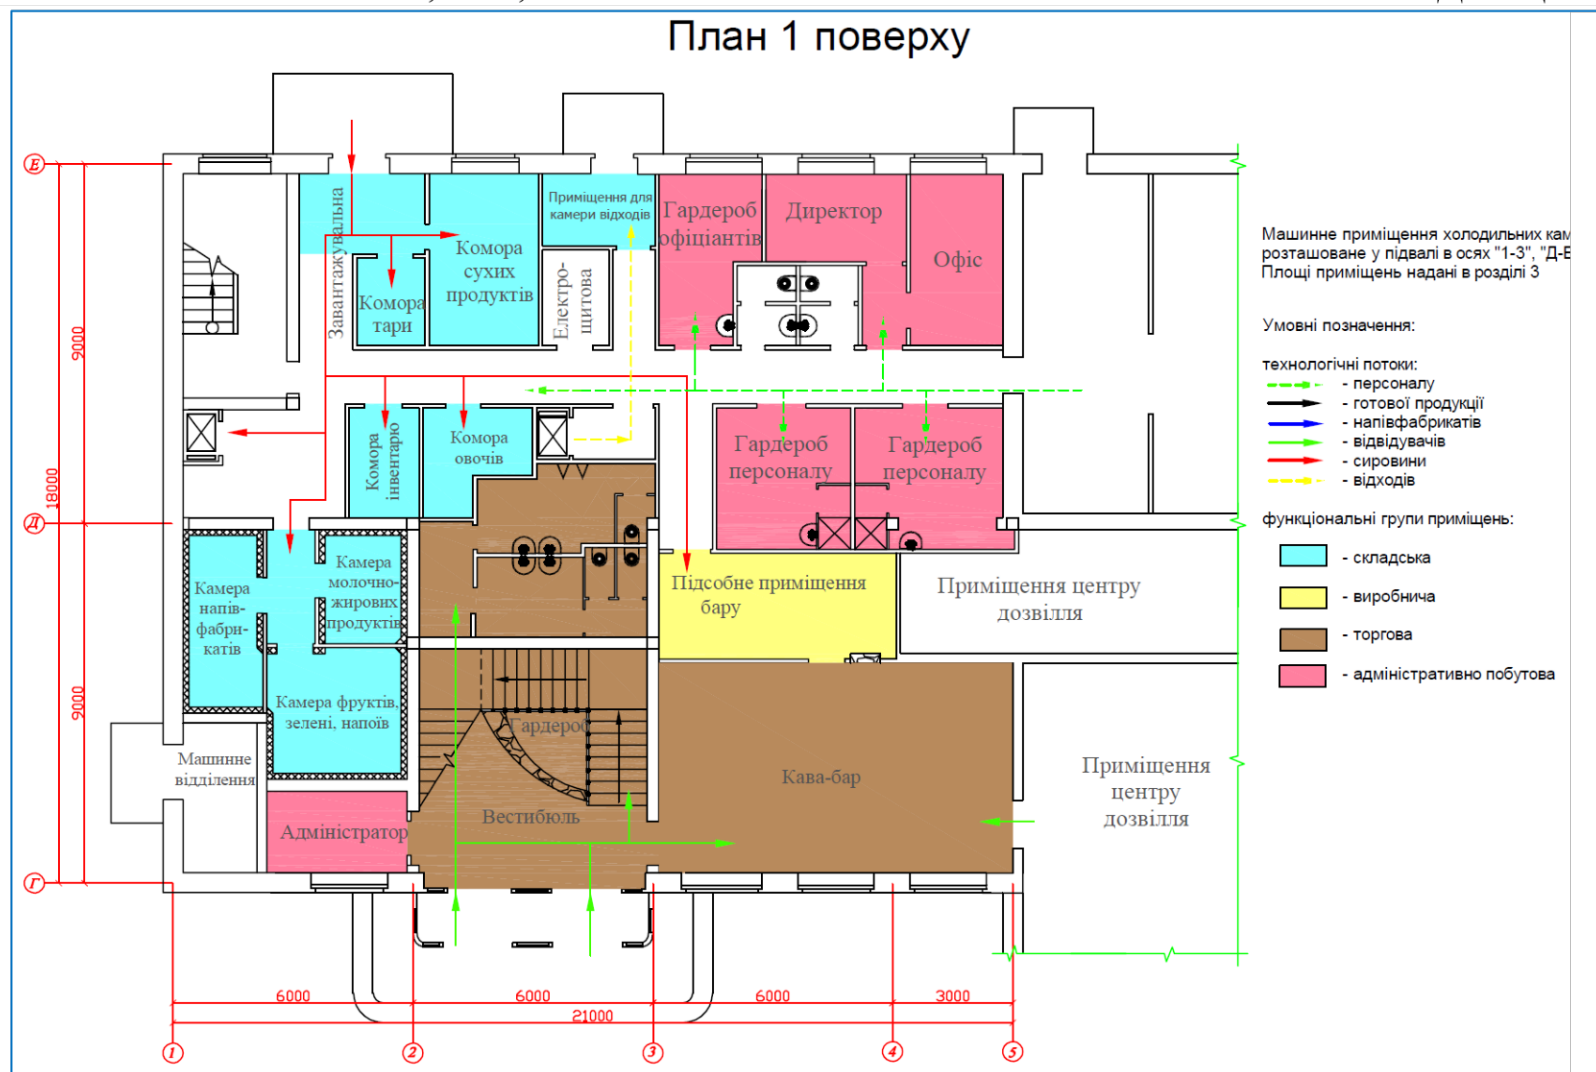 План 1 поверху
Е
Завантажувальна
Комора
тари
Комора
сухих
продуктів
Приміщення для
камери відходів
Електро-
щитова
Гардероб
офіціантів
Директор
Офіс
9000
18000
Комора
інвентарю
Комора
овочів
Гардероб
персоналу
Гардероб
персоналу
Д
Камера
напів-
фабри-
катів
Камера
молочно-
жирових
продуктів
Підсобне приміщення
бару
Приміщення центру
дозвілля
9000
Камера фруктів,
зелені, напоїв
Гардероб
Машинне
відділення
Вестибюль
Кава-бар
Приміщення
центру
дозвілля
Адміністратор
Г
6000
6000
6000
3000
21000
1
2
3
4
5
Машинне приміщення холодильних кам
розташоване у підвалі в осях "1-3", "Д-Е
Площі приміщень надані в розділі 3
Умовні позначення:
технологічні потоки:
- персоналу
- готової продукції
- напівфабрикатів
- відвідувачів
- сировини
- відходів
функціональні групи приміщень:
- складська
- виробнича
- торгова
- адміністративно побутова